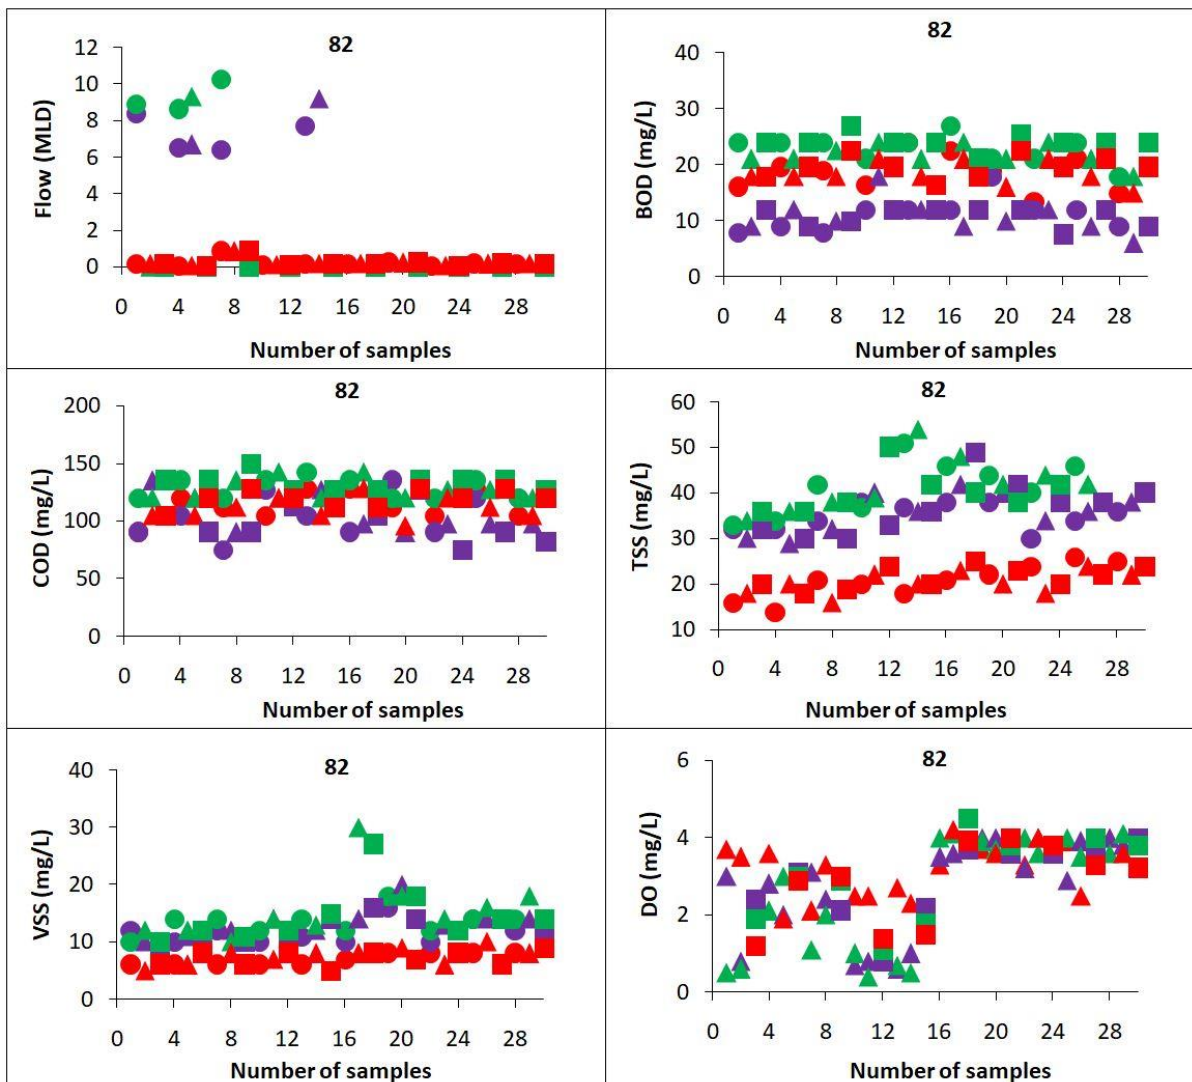 82
12
10
8
6
4
2
0
Flow (MLD)
0 4 8 12 16 20 24 28
Number of samples
82
40
30
20
10
0
BOD (mg/L)
0 4 8 12 16 20 24 28
Number of samples
82
200
150
100
50
0
COD (mg/L)
0 4 8 12 16 20 24 28
Number of samples
82
60
50
40
30
20
10
TSS (mg/L)
0 4 8 12 16 20 24 28
Number of samples
82
40
30
20
10
0
VSS (mg/L)
0 4 8 12 16 20 24 28
Number of samples
82
6
4
2
0
DO (mg/L)
0 4 8 12 16 20 24 28
Number of samples